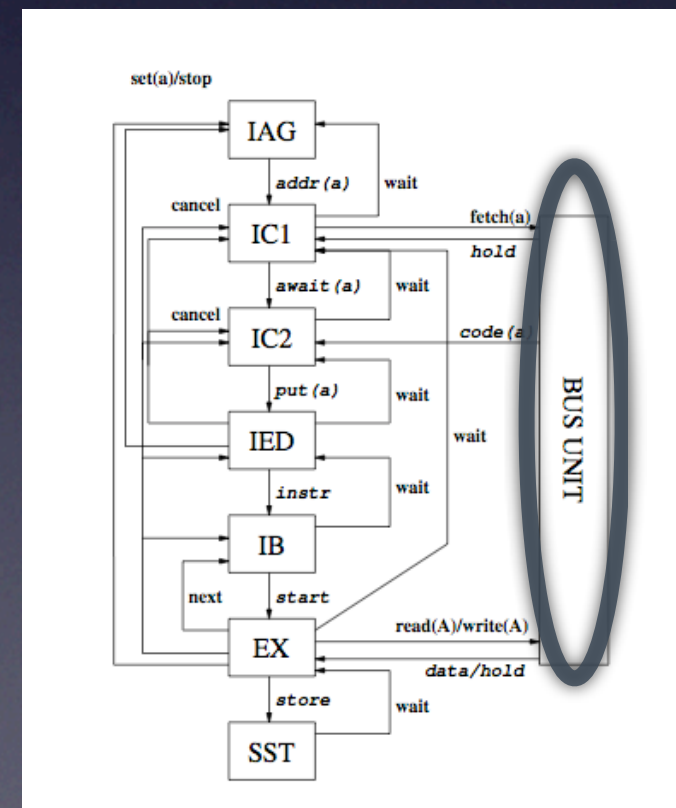 set(a)/stop
IAG
addr(a)
wait
cancel
fetch(a)
IC1
hold
await(a)
wait
cancel
code(a)
IC2
put(a)
wait
BUS UNIT
IED
wait
instr
wait
IB
next
start
read(A)/write(A)
EX
data/hold
store
wait
SST